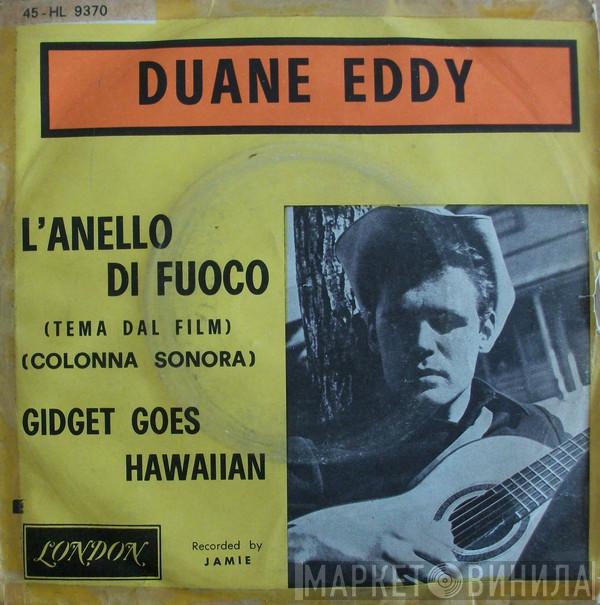 45-HL 9370
DUANE EDDY
L'ANELLO
DI FUOCO
(TEMA DAL FILM)
(COLONNA SONORA)
GIDGET GOES
HAWAIIAN
LONDON
Recorded by
JAMIE
МАРКЕТ ВИНИЛА